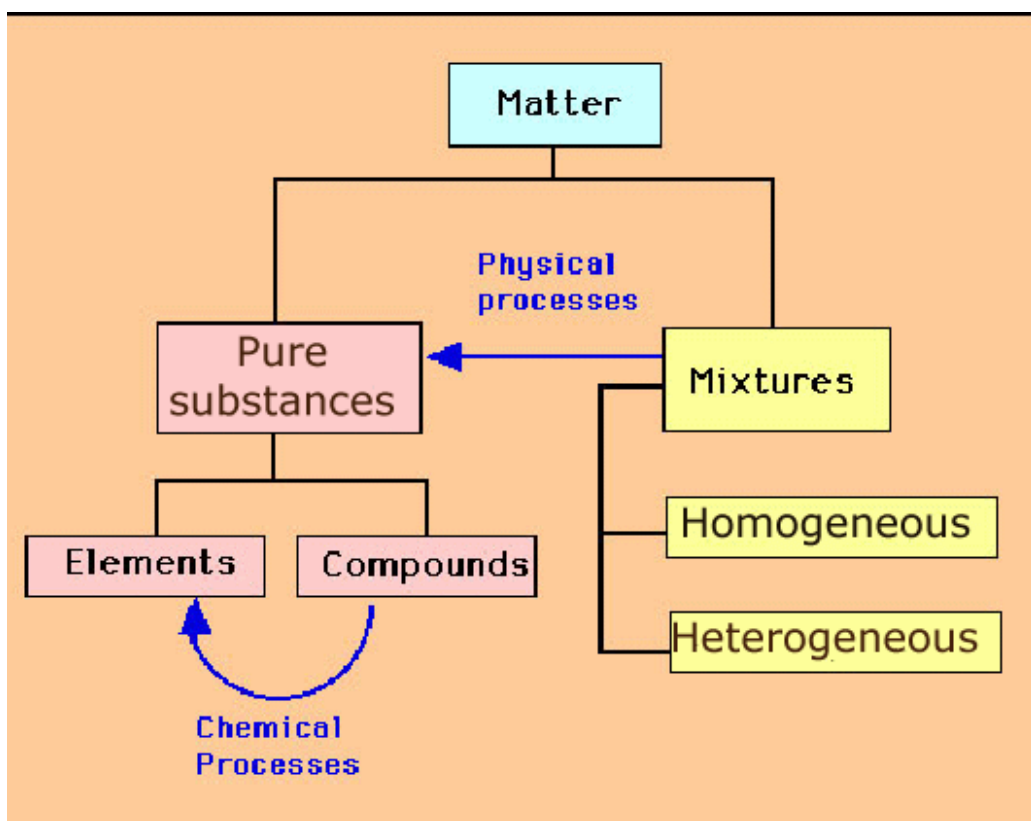 Matter
Physical
processes
Pure
substances
Mixtures
Elements
Compounds
Homogeneous
Heterogeneous
Chemical
Processes